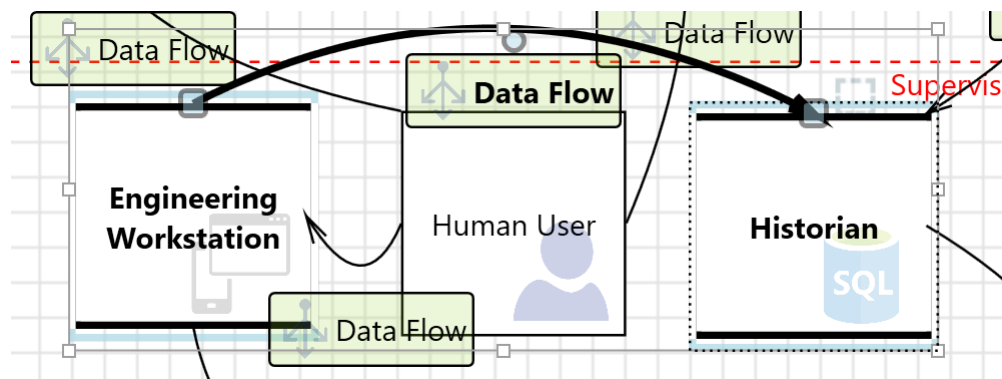 Data Flow
Data Flow
Data Flow
Supervis
Engineering
Workstation
Human User
Historian
SQL
Data Flow